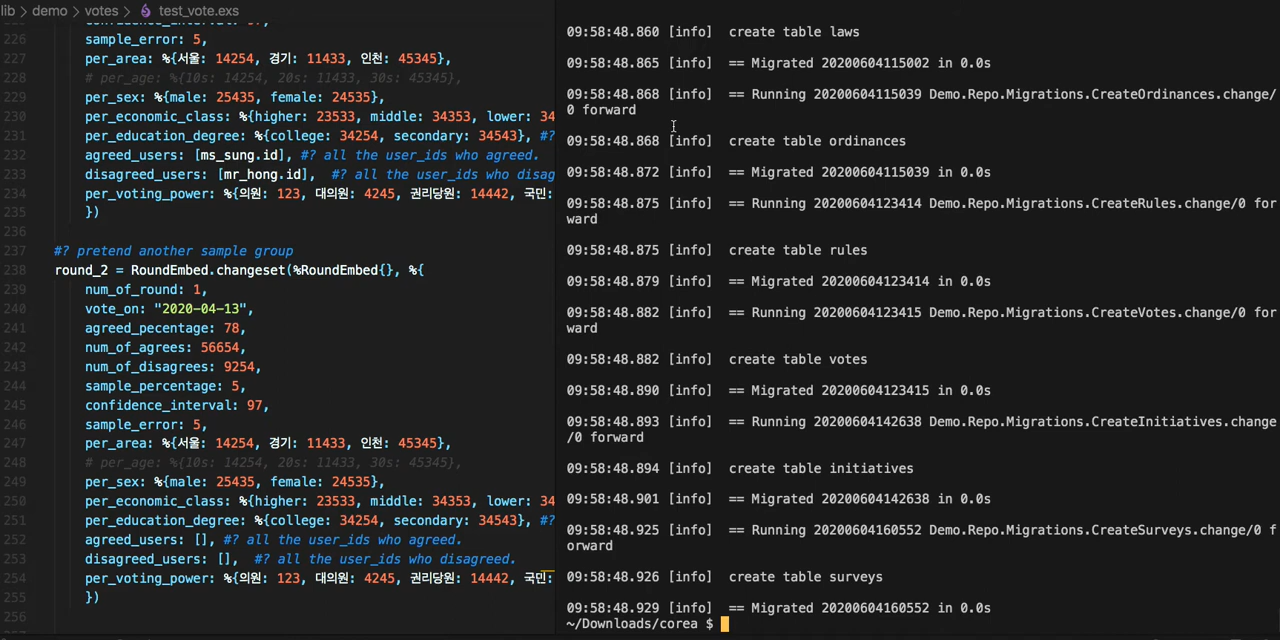 lib > demo > votes > test_vote.exs
226 sample_error: 5,
227 per_area: %{서울: 14254, 경기: 11433, 인천: 45345},
228 # per_age: %{10s: 14254, 20s: 11433, 30s: 45345},
229 per_sex: %{male: 25435, female: 24535},
230 per_economic_class: %{higher: 23533, middle: 34353, lower: 34
231 per_education_degree: %{college: 34254, secondary: 34543}, #?
232 agreed_users: [ms_sung.id], #? all the user_ids who agreed.
233 disagreed_users: [mr_hong.id], #? all the user_ids who disag
234 per_voting_power: %{의원: 123, 대의원: 4245, 권리당원: 14442, 국민:
235 })
236
237 #? pretend another sample group
238 round_2 = RoundEmbed.changeset(%RoundEmbed{}, %{
239 num_of_round: 1,
240 vote_on: "2020-04-13",
241 agreed_pecentage: 78,
242 num_of_agrees: 56654,
243 num_of_disagrees: 9254,
244 sample_percentage: 5,
245 confidence_interval: 97,
246 sample_error: 5,
247 per_area: %{서울: 14254, 경기: 11433, 인천: 45345},
248 # per_age: %{10s: 14254, 20s: 11433, 30s: 45345},
249 per_sex: %{male: 25435, female: 24535},
250 per_economic_class: %{higher: 23533, middle: 34353, lower: 34
251 per_education_degree: %{college: 34254, secondary: 34543}, #?
252 agreed_users: [], #? all the user_ids who agreed.
253 disagreed_users: [], #? all the user_ids who disagreed.
254 per_voting_power: %{의원: 123, 대의원: 4245, 권리당원: 14442, 국민:
255 })
256
09:58:48.860 [info] create table laws
09:58:48.865 [info] == Migrated 20200604115002 in 0.0s
09:58:48.868 [info] == Running 20200604115039 Demo.Repo.Migrations.CreateOrdinances.change/
0 forward
09:58:48.868 [info] create table ordinances
09:58:48.872 [info] == Migrated 20200604115039 in 0.0s
09:58:48.875 [info] == Running 20200604123414 Demo.Repo.Migrations.CreateRules.change/0 for
ward
09:58:48.875 [info] create table rules
09:58:48.879 [info] == Migrated 20200604123414 in 0.0s
09:58:48.882 [info] == Running 20200604123415 Demo.Repo.Migrations.CreateVotes.change/0 for
ward
09:58:48.882 [info] create table votes
09:58:48.890 [info] == Migrated 20200604123415 in 0.0s
09:58:48.893 [info] == Running 20200604142638 Demo.Repo.Migrations.CreateInitiatives.change
/0 forward
09:58:48.894 [info] create table initiatives
09:58:48.901 [info] == Migrated 20200604142638 in 0.0s
09:58:48.925 [info] == Running 20200604160552 Demo.Repo.Migrations.CreateSurveys.change/0 f
orward
09:58:48.926 [info] create table surveys
09:58:48.929 [info] == Migrated 20200604160552 in 0.0s
~/Downloads/corea $